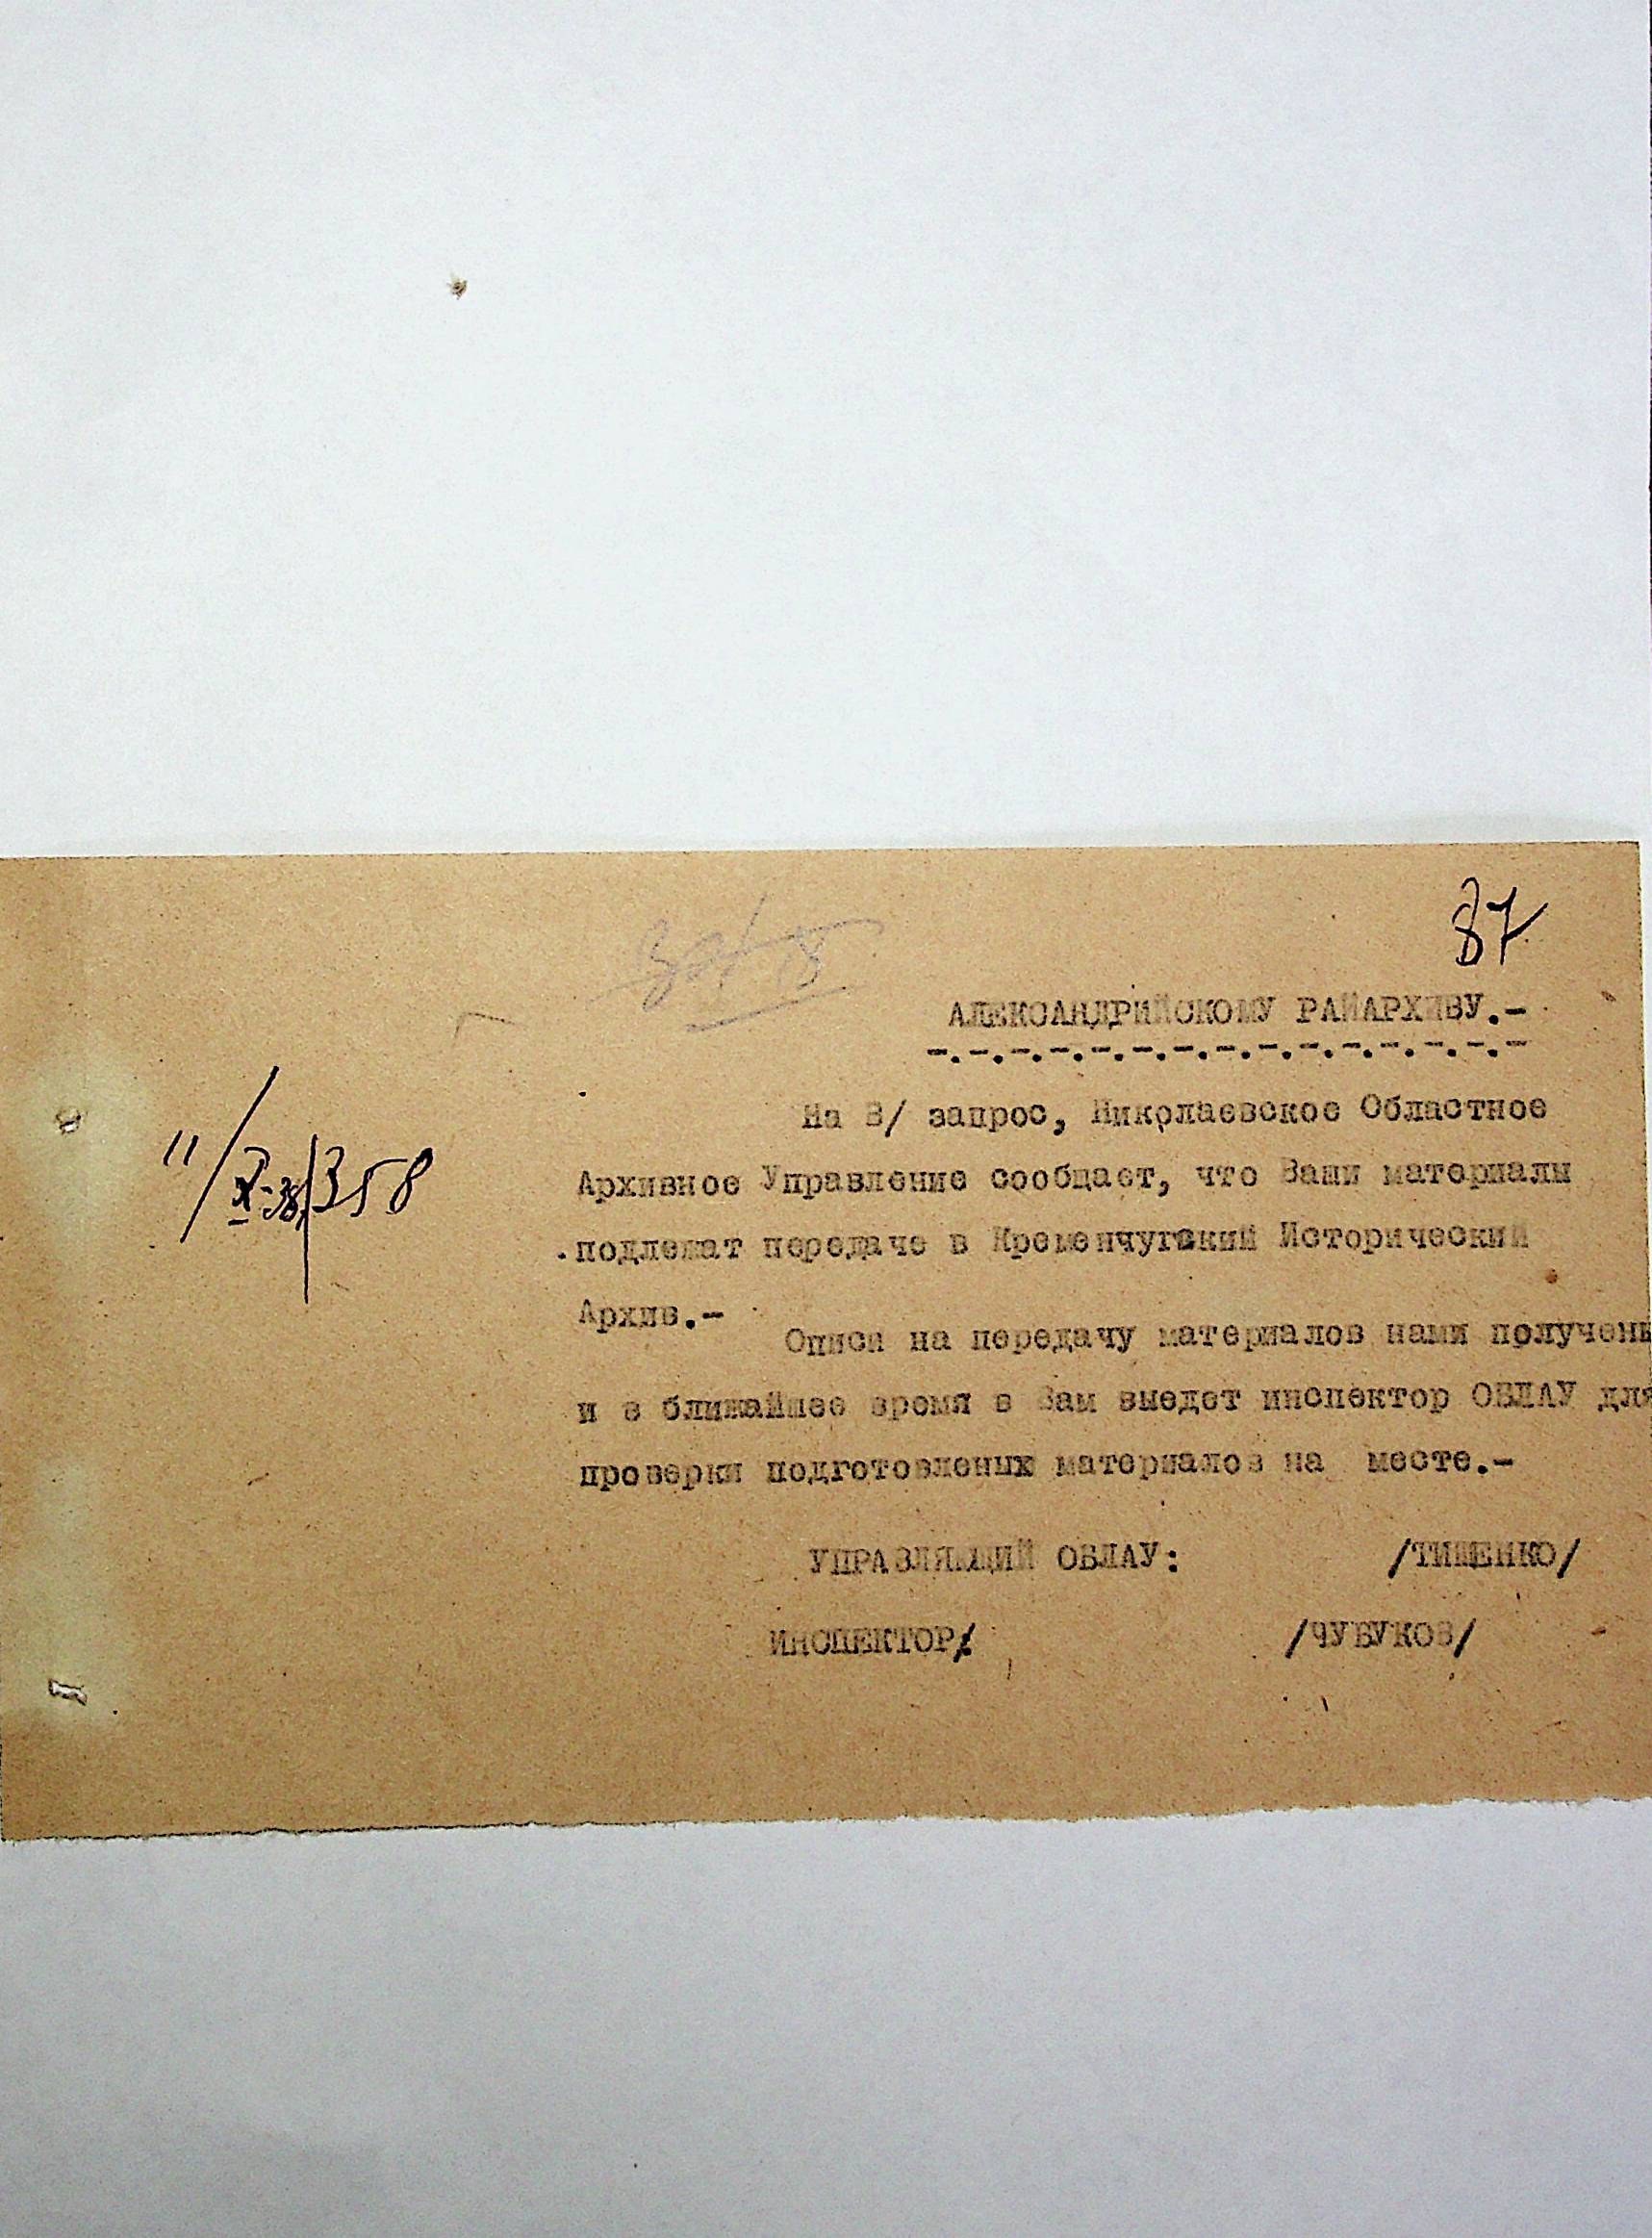 87
АЛЕКСАНДРИЙСКОМУ РАЙАРХИВУ.-
-.-.-.-.-.-.-.-.-.-.-.-.-.-.-
11/X-38 358
На В/ запрос, Николаевское Областное
Архивное Управление сообщает, что Ваши материалы
подлежат передаче в Кременчугский Исторический
Архив.-
Описи на передачу материалов нами получены
и в ближайшее время в Вам выедет инспектор ОБЛАУ для
проверки подготовленых материалов на месте.-
УПРАВЛЯЮЩИЙ ОБЛАУ: /ТИЩЕНКО/
ИНСПЕКТОР: /ЧУБУКОВ/